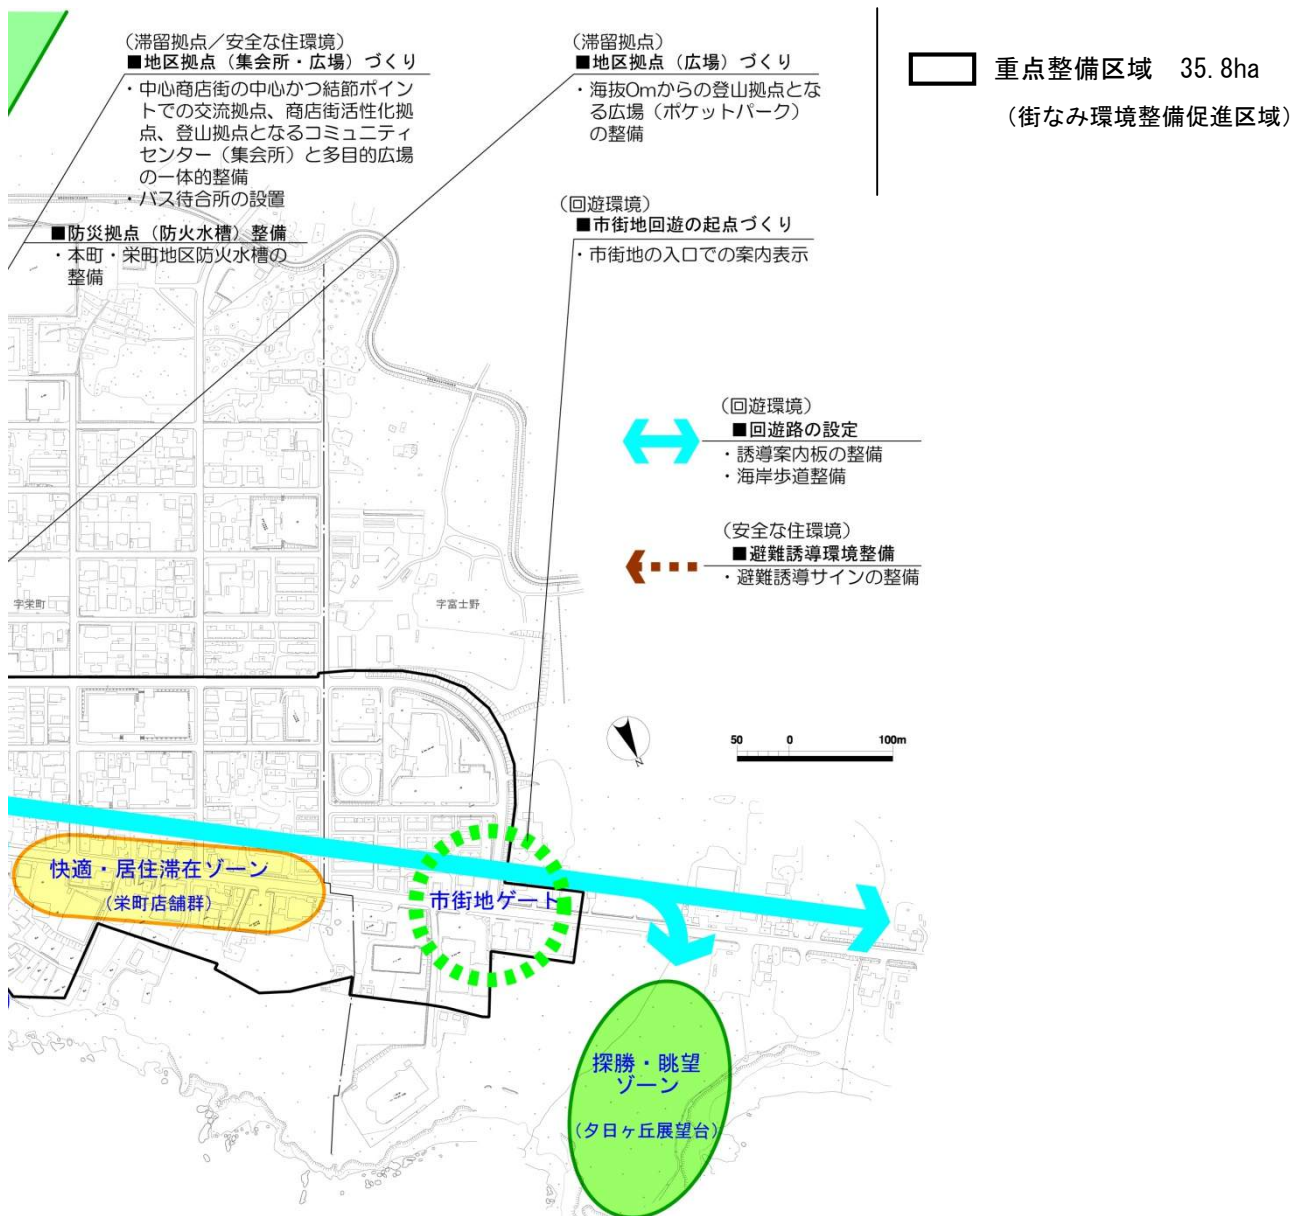 (滞留拠点/安全な住環境)
■地区拠点(集会所・広場)づくり
・中心商店街の中心かつ結節ポイン
トでの交流拠点、商店街活性化拠
点、登山拠点となるコミュニティ
センター(集会所)と多目的広場
の一体的整備
・バス待合所の設置
■防災拠点(防火水槽)整備
・本町・栄町地区防火水槽の
整備
(滞留拠点)
■地区拠点(広場)づくり
・海抜0mからの登山拠点とな
る広場(ポケットパーク)
の整備
(回遊環境)
■市街地回遊の起点づくり
・市街地の入口での案内表示
重点整備区域 35.8ha
(街なみ環境整備促進区域)
(回遊環境)
■回遊路の設定
・誘導案内板の整備
・海岸歩道整備
(安全な住環境)
■避難誘導環境整備
・避難誘導サインの整備
字栄町
字富士野
N
50 0 100m
快適・居住滞在ゾーン
(栄町店舗群)
市街地ゲート
探勝・眺望
ゾーン
(夕日ヶ丘展望台)